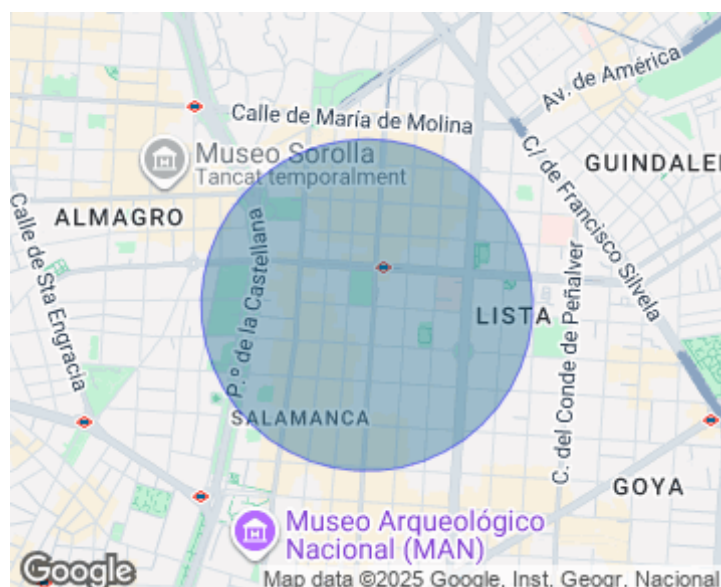 Av. de América
Calle de María de Molina
Museo Sorolla
Tancat temporalment
C/ de Francisco Silvela
GUINDALE
ALMAGRO
Calle de Sta Engracia
P.º de la Castellana
C. del Conde de Peñalver
LISTA
SALAMANCA
GOYA
Museo Arqueológico
Nacional (MAN)
Google
Map data ©2025 Google, Inst. Geogr. Nacional